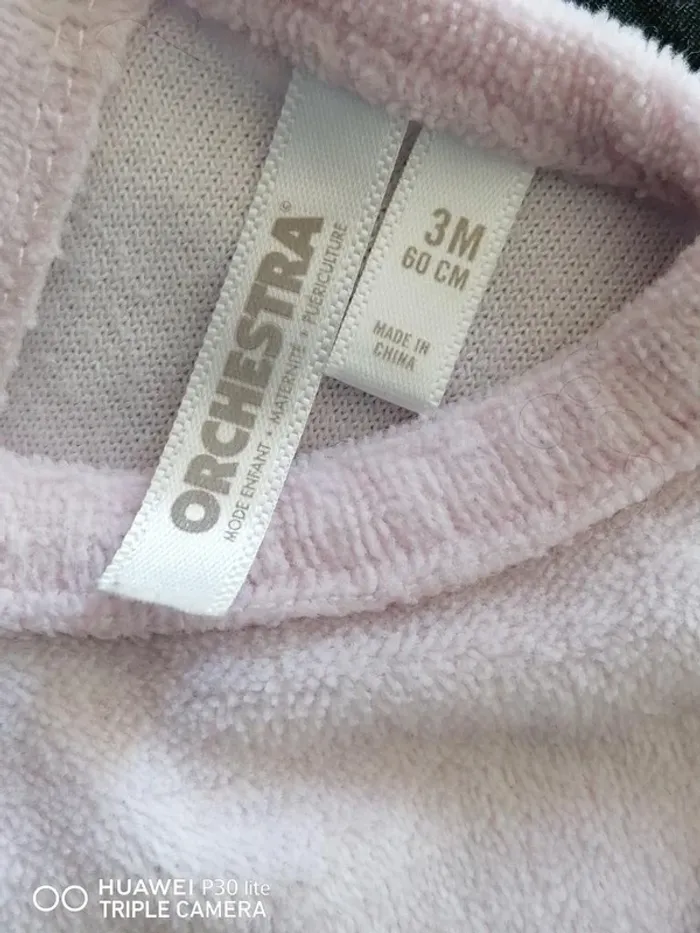 ORCHESTRA©
MODE ENFANT • MATERNITÉ • PUÉRICULTURE
3M
60 CM
MADE IN
CHINA
HUAWEI P30 lite
TRIPLE CAMERA